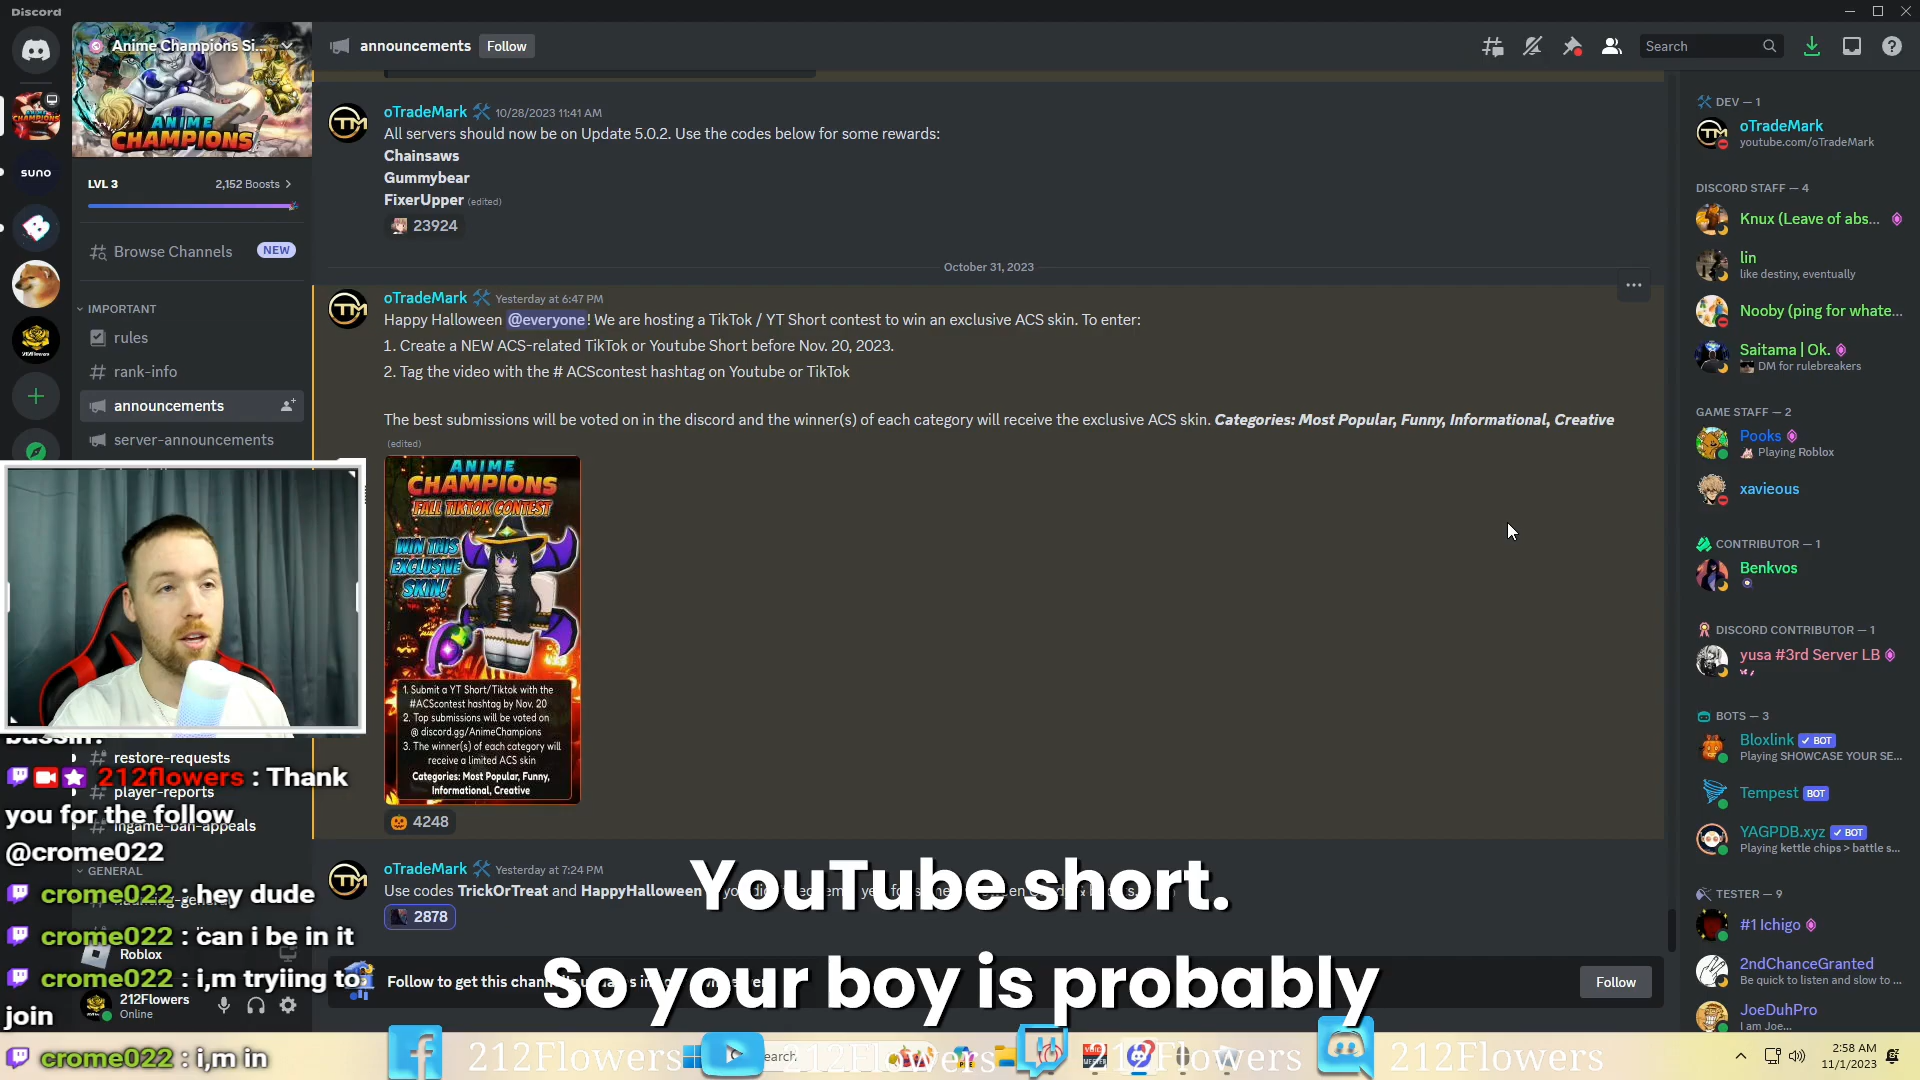 Discord
Anime Champions Si...
announcements
Follow
Search
ANIME
CHAMPIONS
LVL 3
2,152 Boosts
Browse Channels
NEW
IMPORTANT
rules
rank-info
announcements
server-announcements
suno
oTradeMark 10/28/2023 11:41 AM
All servers should now be on Update 5.0.2. Use the codes below for some rewards:
Chainsaws
Gummybear
FixerUpper (edited)
23924
October 31, 2023
oTradeMark Yesterday at 6:47 PM
Happy Halloween @everyone! We are hosting a TikTok / YT Short contest to win an exclusive ACS skin. To enter:
1. Create a NEW ACS-related TikTok or Youtube Short before Nov. 20, 2023.
2. Tag the video with the # ACScontest hashtag on Youtube or TikTok
The best submissions will be voted on in the discord and the winner(s) of each category will receive the exclusive ACS skin. Categories: Most Popular, Funny, Informational, Creative
(edited)
ANIME
CHAMPIONS
FALL TIKTOK CONTEST
WIN THIS
EXCLUSIVE
SKIN!
1. Submit a YT Short/Tiktok with the
#ACScontest hashtag by Nov. 20
2. Top submissions will be voted on
@ discord.gg/AnimeChampions
3. The winner(s) of each category will
receive a limited ACS skin
Categories: Most Popular, Funny,
Informational, Creative
4248
oTradeMark Yesterday at 7:24 PM
Use codes TrickOrTreat and HappyHalloween
2878
Follow to get this
Follow
YouTube short.
So your boy is probably
restore-requests
212flowers : Thank
player-reports
you for the follow
ingame-ban-appeals
@crome022
GENERAL
crome022 : hey dude
crome022 : can i be in it
Roblox
crome022 : i,m tryiing to
join
212Flowers
Online
crome022 : i,m in
212Flowers
212Flowers
212Flowers
212Flowers
2:58 AM
11/1/2023
DEV — 1
oTradeMark
youtube.com/oTradeMark
DISCORD STAFF — 4
Knux (Leave of abs...
lin
like destiny, eventually
Nooby (ping for whate...
Saitama | Ok.
DM for rulebreakers
GAME STAFF — 2
Pooks
Playing Roblox
xavieous
CONTRIBUTOR — 1
Benkvos
DISCORD CONTRIBUTOR — 1
yusa #3rd Server LB
BOTS — 3
Bloxlink BOT
Playing SHOWCASE YOUR SE...
Tempest BOT
YAGPDB.xyz BOT
Playing kettle chips > battle s...
TESTER — 9
#1 Ichigo
2ndChanceGranted
Be quick to listen and slow to ...
JoeDuhPro
I am Joe...